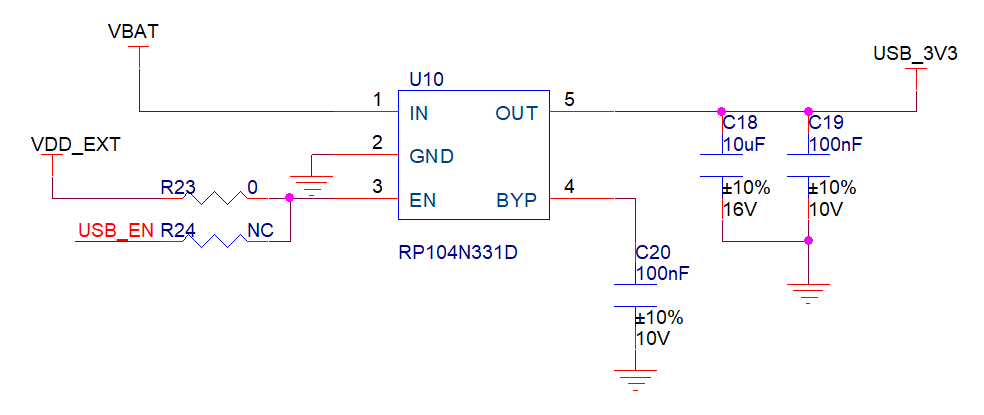 VBAT
USB_3V3
U10
1
IN
OUT
5
C18
10uF
±10%
16V
C19
100nF
±10%
10V
VDD_EXT
2
GND
R23
0
3
EN
BYP
4
USB_EN
R24
NC
RP104N331D
C20
100nF
±10%
10V